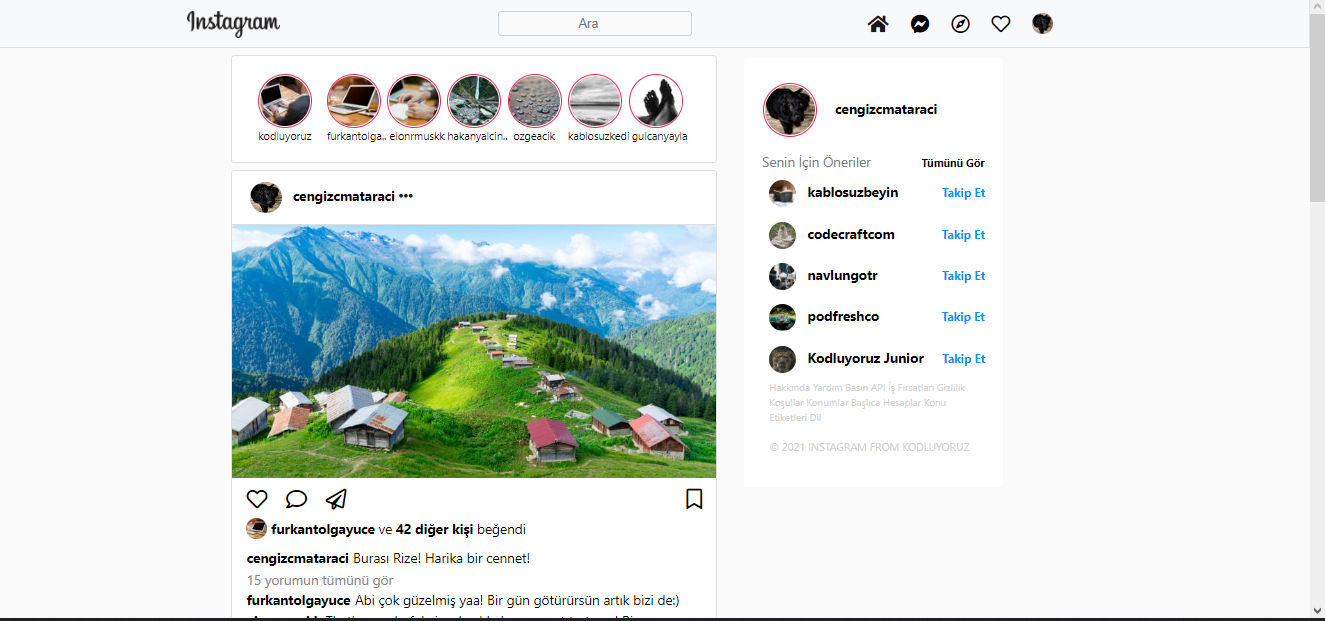 Instagram
Ara
kodluyoruz furkantolga.. elonrmuskk hakanyalcin.. ozgeacik kablosuzkedi gulcanyayla
cengizcmataraci •••
furkantolgayuce ve 42 diğer kişi beğendi
cengizcmataraci Burası Rize! Harika bir cennet!
15 yorumun tümünü gör
furkantolgayuce Abi çok güzelmiş yaa! Bir gün götürürsün artık bizi de:)
cengizcmataraci
Senin İçin Öneriler Tümünü Gör
kablosuzbeyin Takip Et
codecraftcom Takip Et
navlungotr Takip Et
podfreshco Takip Et
Kodluyoruz Junior Takip Et
Hakkında Yardım Basın API İş Fırsatları Gizlilik
Koşullar Konumlar Başlıca Hesaplar Konu
Etiketleri Dil
© 2021 INSTAGRAM FROM KODLUYORUZ